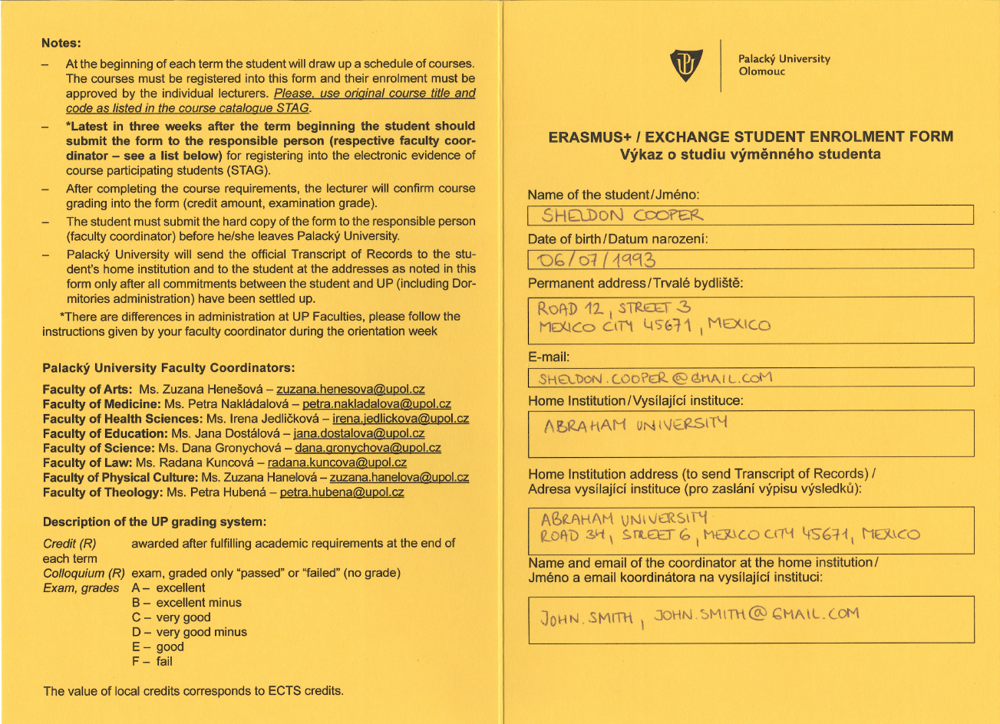 Notes:
– At the beginning of each term the student will draw up a schedule of courses.
The courses must be registered into this form and their enrolment must be
approved by the individual lecturers. Please, use original course title and
code as listed in the course catalogue STAG.
– *Latest in three weeks after the term beginning the student should
submit the form to the responsible person (respective faculty coor-
dinator – see a list below) for registering into the electronic evidence of
course participating students (STAG).
– After completing the course requirements, the lecturer will confirm course
grading into the form (credit amount, examination grade).
– The student must submit the hard copy of the form to the responsible person
(faculty coordinator) before he/she leaves Palacký University.
– Palacký University will send the official Transcript of Records to the stu-
dent's home institution and to the student at the addresses as noted in this
form only after all commitments between the student and UP (including Dor-
mitories administration) have been settled up.
*There are differences in administration at UP Faculties, please follow the
instructions given by your faculty coordinator during the orientation week
Palacký University Faculty Coordinators:
Faculty of Arts: Ms. Zuzana Henešová – zuzana.henesova@upol.cz
Faculty of Medicine: Ms. Petra Nakládalová – petra.nakladalova@upol.cz
Faculty of Health Sciences: Ms. Irena Jedličková – irena.jedlickova@upol.cz
Faculty of Education: Ms. Jana Dostálová – jana.dostalova@upol.cz
Faculty of Science: Ms. Dana Gronychová – dana.gronychova@upol.cz
Faculty of Law: Ms. Radana Kuncová – radana.kuncova@upol.cz
Faculty of Physical Culture: Ms. Zuzana Hanelová – zuzana.hanelova@upol.cz
Faculty of Theology: Ms. Petra Hubená – petra.hubena@upol.cz
Description of the UP grading system:
Credit (R) awarded after fulfilling academic requirements at the end of
each term
Colloquium (R) exam, graded only "passed" or "failed" (no grade)
Exam, grades A – excellent
B – excellent minus
C – very good
D – very good minus
E – good
F – fail
The value of local credits corresponds to ECTS credits.
UP
Palacký University
Olomouc
ERASMUS+ / EXCHANGE STUDENT ENROLMENT FORM
Výkaz o studiu výměnného studenta
Name of the student/Jméno:
SHELDON COOPER
Date of birth/Datum narození:
06/07/1993
Permanent address/Trvalé bydliště:
ROAD 12, STREET 3
MEXICO CITY 45671, MEXICO
E-mail:
SHELDON.COOPER@GMAIL.COM
Home Institution/Vysílající instituce:
ABRAHAM UNIVERSITY
Home Institution address (to send Transcript of Records) /
Adresa vysílající instituce (pro zaslání výpisu výsledků):
ABRAHAM UNIVERSITY
ROAD 34, STREET 6, MEXICO CITY 45671, MEXICO
Name and email of the coordinator at the home institution/
Jméno a email koordinátora na vysílající instituci:
JOHN.SMITH, JOHN.SMITH@GMAIL.COM